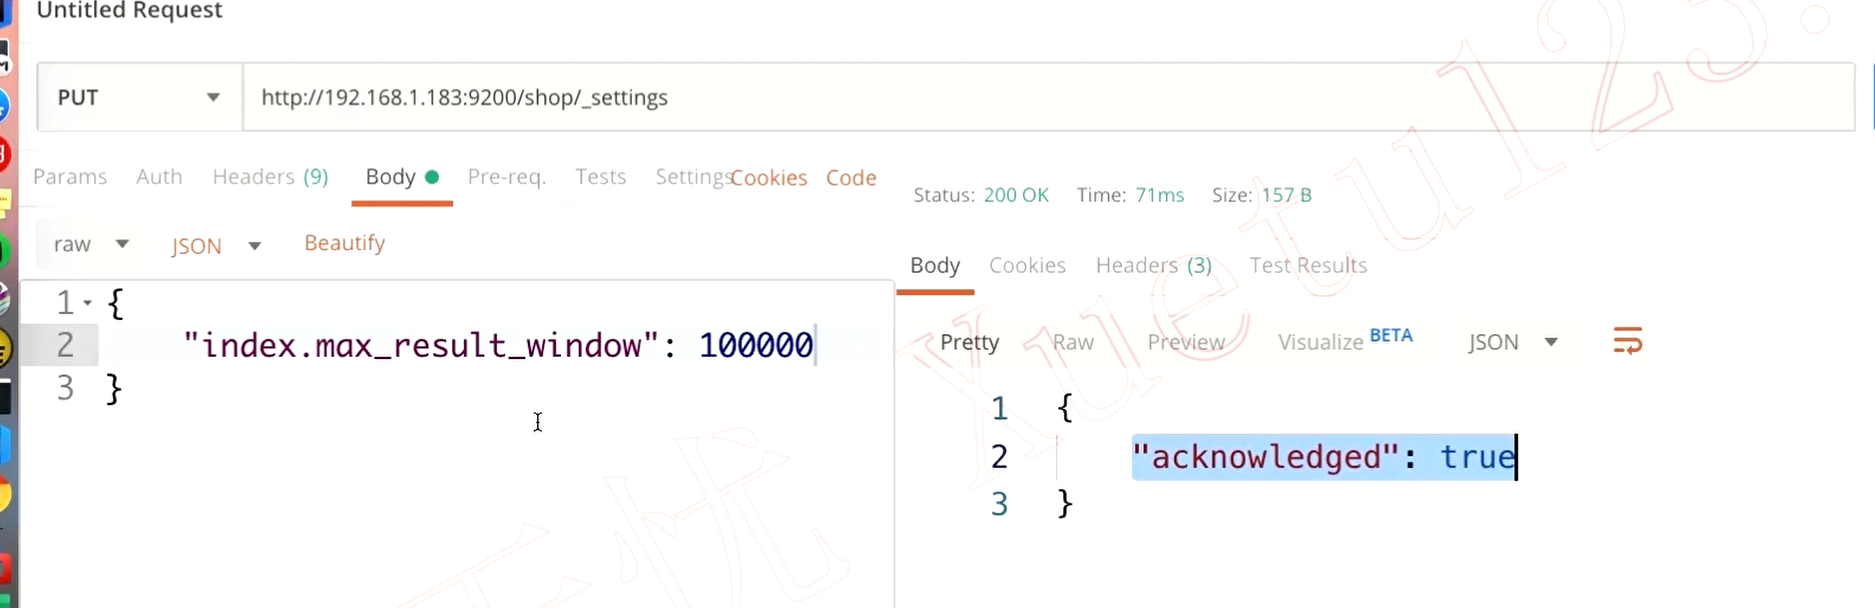 Untitled Request
PUT
http://192.168.1.183:9200/shop/_settings
Params Auth Headers (9) Body Pre-req. Tests Settings Cookies Code
raw JSON Beautify
1 {
2 "index.max_result_window": 100000
3 }
Status: 200 OK Time: 71ms Size: 157 B
Body Cookies Headers (3) Test Results
Pretty Raw Preview Visualize BETA JSON
1 {
2 "acknowledged": true
3 }
无忧
Xuetu123.